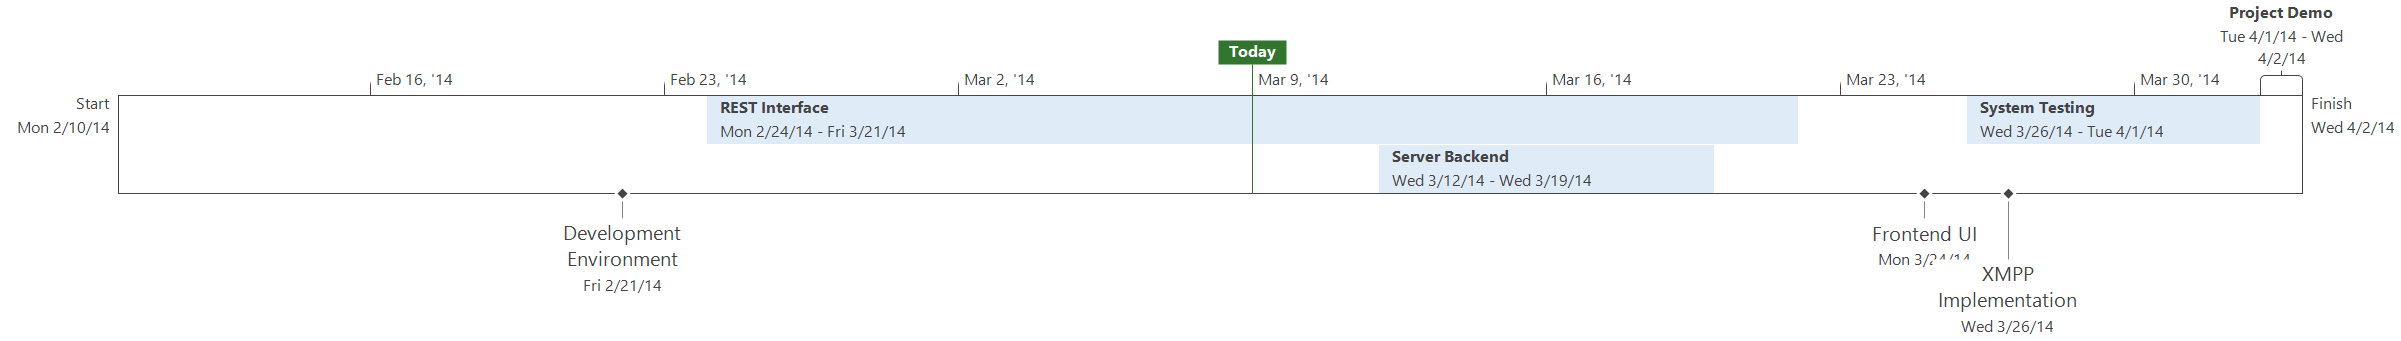 Project Demo
Tue 4/1/14 - Wed
4/2/14
Today
Feb 16, '14
Feb 23, '14
Mar 2, '14
Mar 9, '14
Mar 16, '14
Mar 23, '14
Mar 30, '14
Start
Mon 2/10/14
REST Interface
Mon 2/24/14 - Fri 3/21/14
System Testing
Wed 3/26/14 - Tue 4/1/14
Finish
Wed 4/2/14
Server Backend
Wed 3/12/14 - Wed 3/19/14
Development
Environment
Fri 2/21/14
Frontend UI
Mon 3/24/14
XMPP
Implementation
Wed 3/26/14